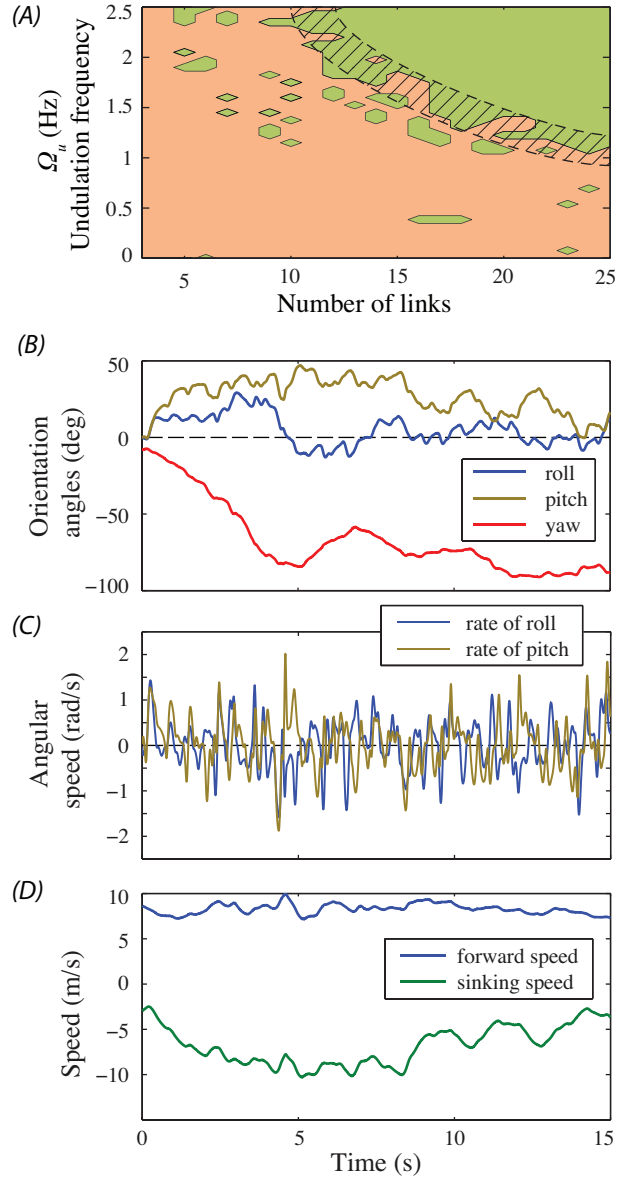 (A)
2.5
2
1.5
1
0.5
0
Ω_u (Hz)
Undulation frequency
5 10 15 20 25
Number of links
(B)
50
0
−50
−100
Orientation
angles (deg)
roll
pitch
yaw
(C)
rate of roll
rate of pitch
2
1
0
−1
−2
Angular
speed (rad/s)
(D)
10
5
0
−5
−10
Speed (m/s)
forward speed
sinking speed
0 5 10 15
Time (s)